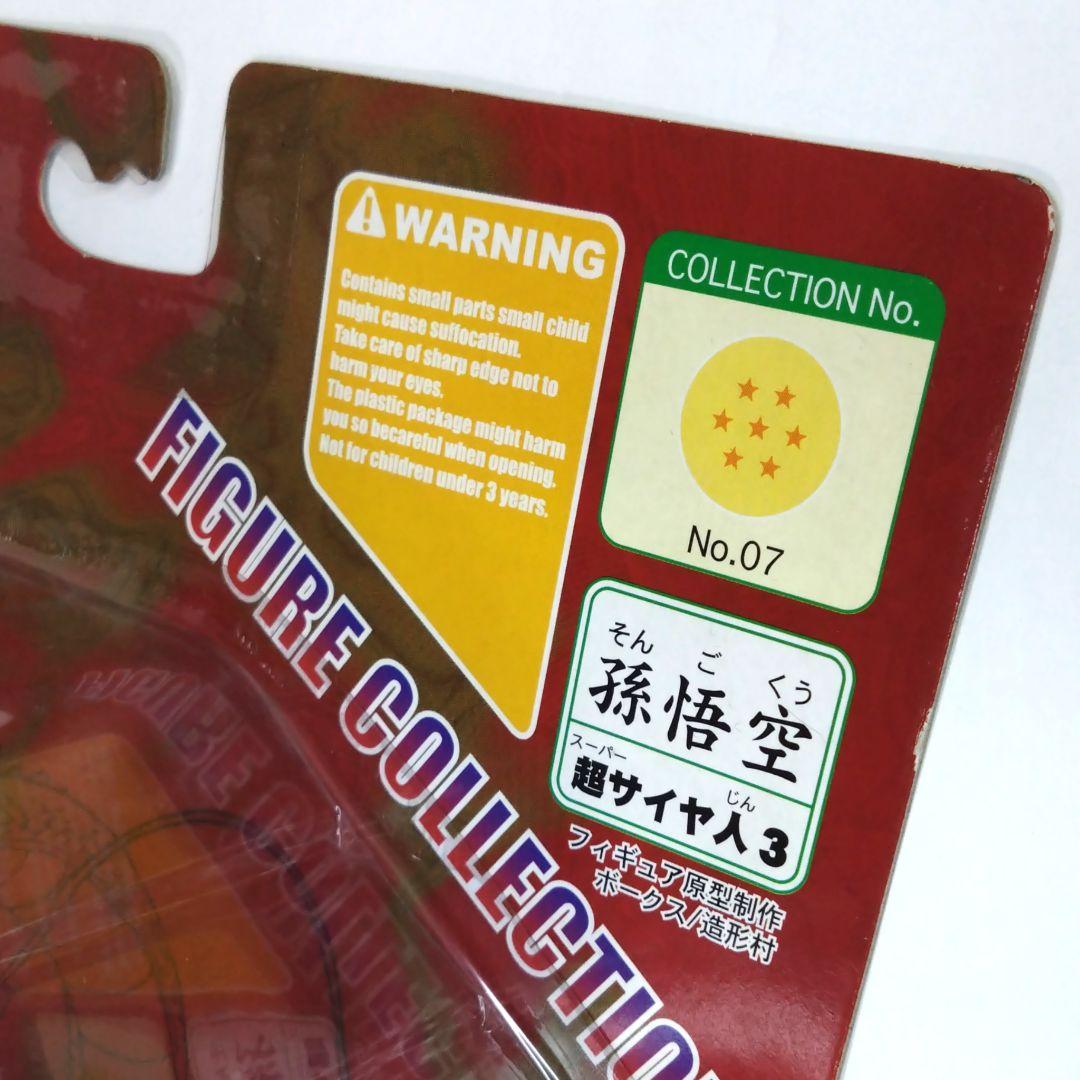 WARNING
Contains small parts small child
might cause suffocation.
Take care of sharp edge not to
harm your eyes.
The plastic package might harm
you so becareful when opening.
Not for children under 3 years.
COLLECTION No.
No.07
そん ご くう
孫悟空
スーパー じん
超サイヤ人3
フィギュア原型制作
ボークス/造形村
FIGURE COLLECTION